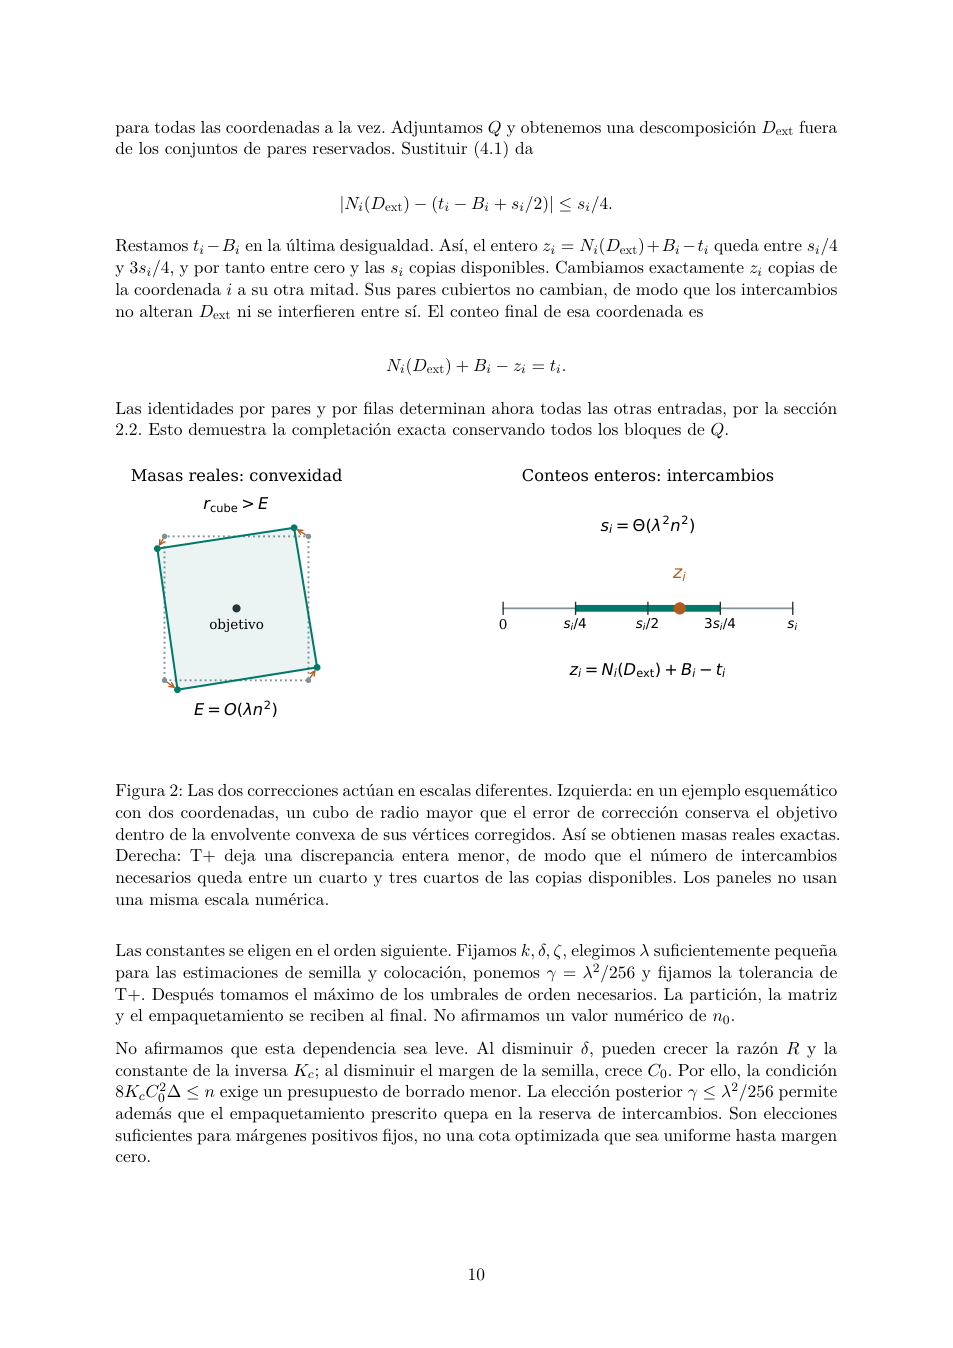 para todas las coordenadas a la vez. Adjuntamos Q y obtenemos una descomposición D_ext fuera
de los conjuntos de pares reservados. Sustituir (4.1) da
|N_i(D_ext) − (t_i − B_i + s_i/2)| ≤ s_i/4.
Restamos t_i − B_i en la última desigualdad. Así, el entero z_i = N_i(D_ext) + B_i − t_i queda entre s_i/4
y 3s_i/4, y por tanto entre cero y las s_i copias disponibles. Cambiamos exactamente z_i copias de
la coordenada i a su otra mitad. Sus pares cubiertos no cambian, de modo que los intercambios
no alteran D_ext ni se interfieren entre sí. El conteo final de esa coordenada es
N_i(D_ext) + B_i − z_i = t_i.
Las identidades por pares y por filas determinan ahora todas las otras entradas, por la sección
2.2. Esto demuestra la completación exacta conservando todos los bloques de Q.
Masas reales: convexidad
r_cube > E
objetivo
E = O(λn²)
Conteos enteros: intercambios
s_i = Θ(λ²n²)
z_i
0 s_i/4 s_i/2 3s_i/4 s_i
z_i = N_i(D_ext) + B_i − t_i
Figura 2: Las dos correcciones actúan en escalas diferentes. Izquierda: en un ejemplo esquemático
con dos coordenadas, un cubo de radio mayor que el error de corrección conserva el objetivo
dentro de la envolvente convexa de sus vértices corregidos. Así se obtienen masas reales exactas.
Derecha: T+ deja una discrepancia entera menor, de modo que el número de intercambios
necesarios queda entre un cuarto y tres cuartos de las copias disponibles. Los paneles no usan
una misma escala numérica.
Las constantes se eligen en el orden siguiente. Fijamos k, δ, ζ, elegimos λ suficientemente pequeña
para las estimaciones de semilla y colocación, ponemos γ = λ²/256 y fijamos la tolerancia de
T+. Después tomamos el máximo de los umbrales de orden necesarios. La partición, la matriz
y el empaquetamiento se reciben al final. No afirmamos un valor numérico de n₀.
No afirmamos que esta dependencia sea leve. Al disminuir δ, pueden crecer la razón R y la
constante de la inversa K_c; al disminuir el margen de la semilla, crece C₀. Por ello, la condición
8K_cC₀²Δ ≤ n exige un presupuesto de borrado menor. La elección posterior γ ≤ λ²/256 permite
además que el empaquetamiento prescrito quepa en la reserva de intercambios. Son elecciones
suficientes para márgenes positivos fijos, no una cota optimizada que sea uniforme hasta margen
cero.
10